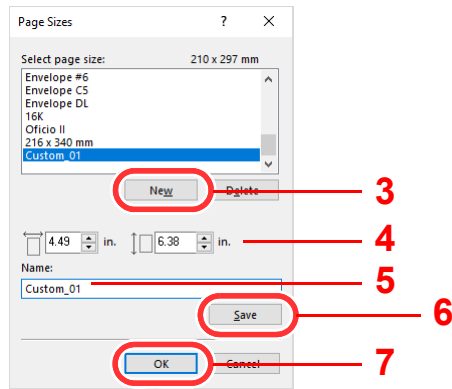 Page Sizes ? ×
Select page size: 210 x 297 mm
Envelope #6
Envelope C5
Envelope DL
16K
Oficio II
216 x 340 mm
Custom_01
New Delete 3
4.49 in. 6.38 in. 4
Name: 5
Custom_01
Save 6
OK Cancel 7